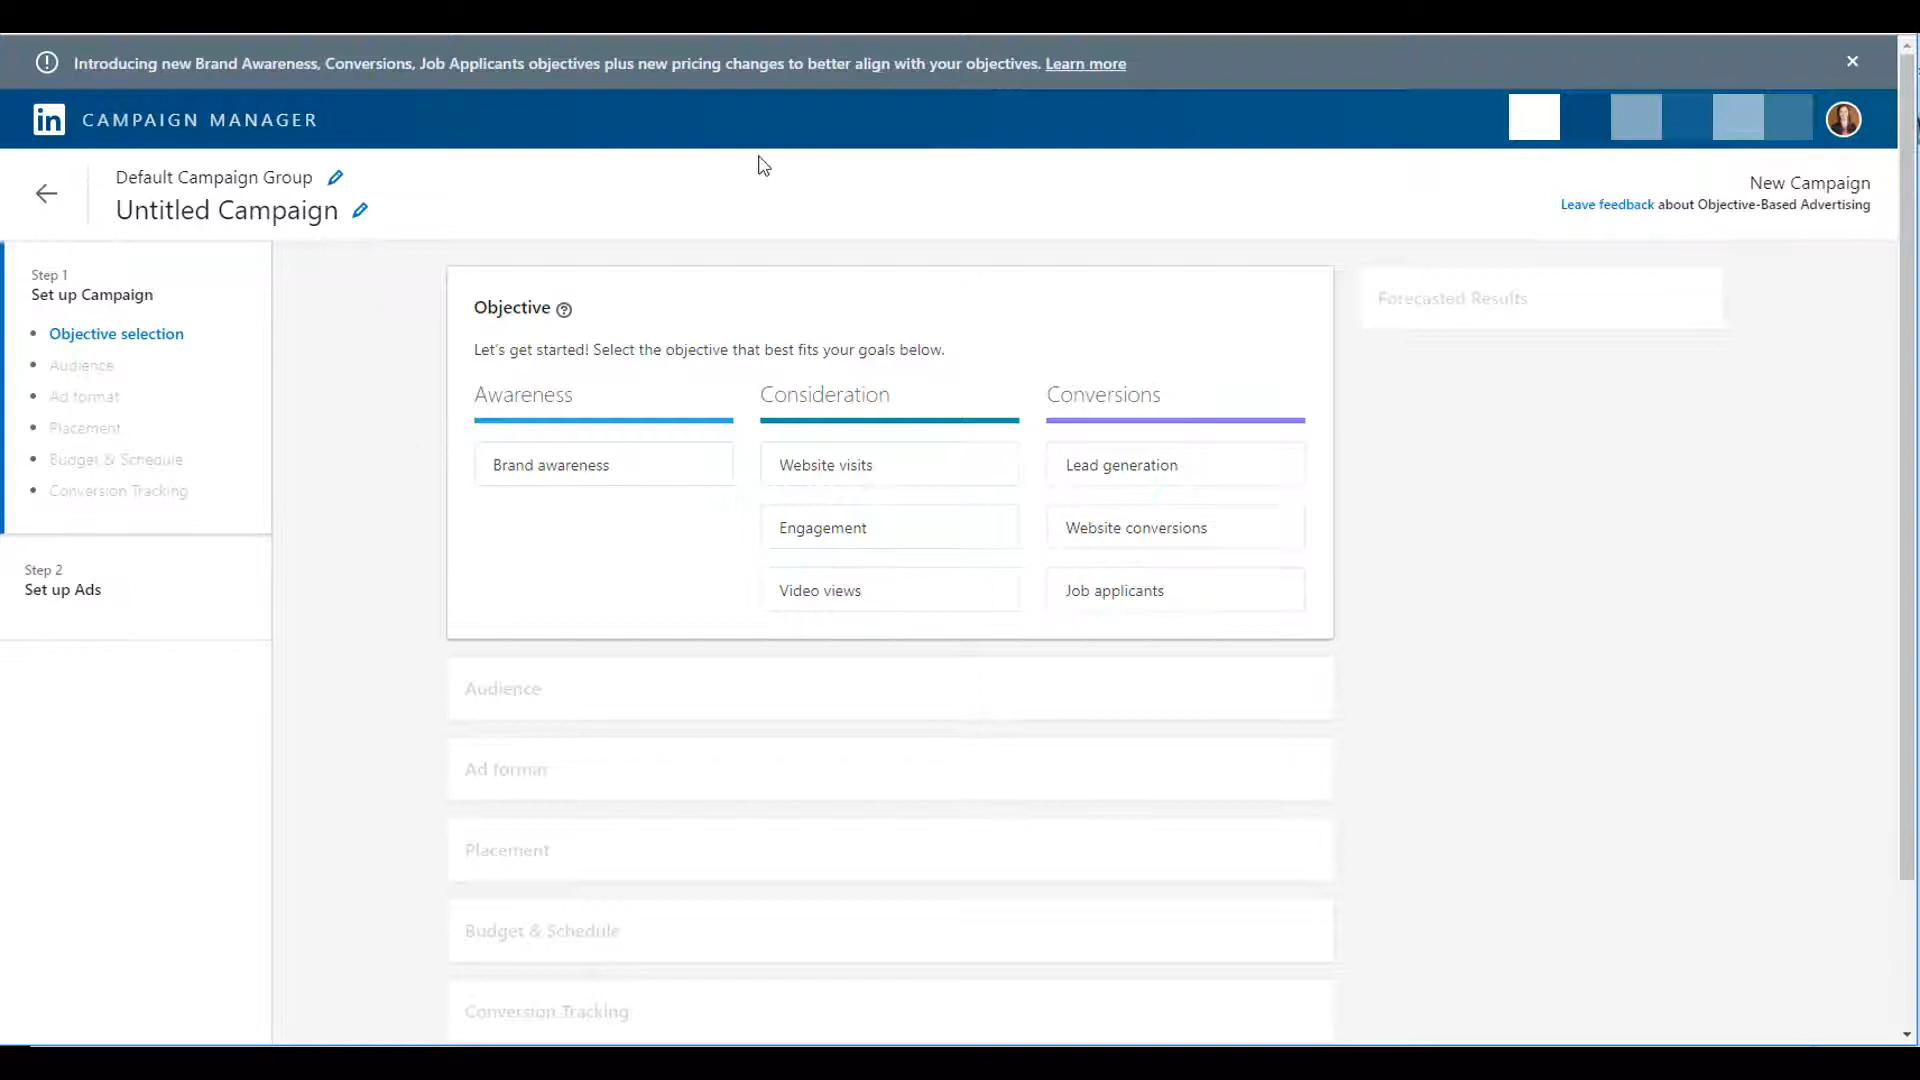 Introducing new Brand Awareness, Conversions, Job Applicants objectives plus new pricing changes to better align with your objectives. Learn more
in CAMPAIGN MANAGER
Default Campaign Group
Untitled Campaign
New Campaign
Leave feedback about Objective-Based Advertising
Step 1
Set up Campaign
Objective selection
Audience
Ad format
Placement
Budget & Schedule
Conversion Tracking
Step 2
Set up Ads
Objective
Let's get started! Select the objective that best fits your goals below.
Awareness
Brand awareness
Consideration
Website visits
Engagement
Video views
Conversions
Lead generation
Website conversions
Job applicants
Audience
Ad format
Placement
Budget & Schedule
Conversion Tracking
Forecasted Results